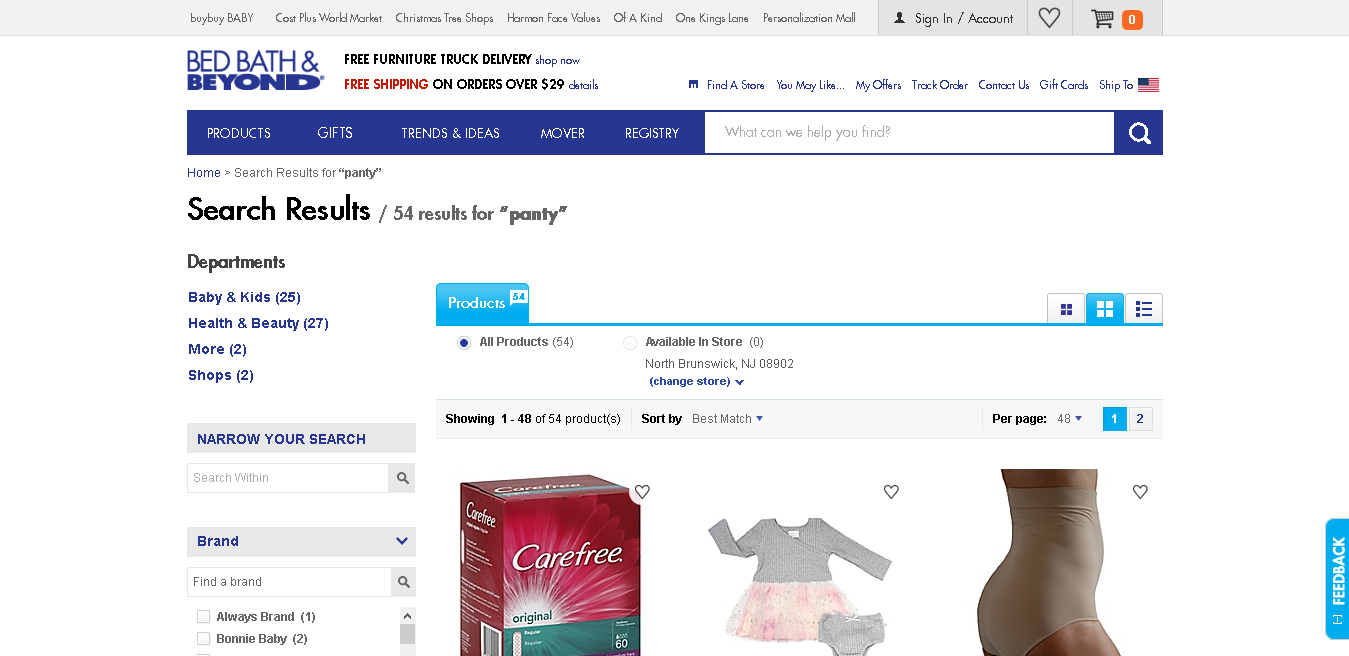 buybuy BABY Cost Plus World Market Christmas Tree Shops Harmon Face Values Of A Kind One Kings Lane Personalization Mall Sign In / Account 0
BED BATH &
BEYOND
FREE FURNITURE TRUCK DELIVERY shop now
FREE SHIPPING ON ORDERS OVER $29 details
Find A Store You May Like... My Offers Track Order Contact Us Gift Cards Ship To
PRODUCTS GIFTS TRENDS & IDEAS MOVER REGISTRY What can we help you find?
Home > Search Results for “panty”
Search Results / 54 results for “panty”
Departments
Baby & Kids (25)
Health & Beauty (27)
More (2)
Shops (2)
NARROW YOUR SEARCH
Search Within
Brand
Find a brand
Always Brand (1)
Bonnie Baby (2)
Products 54
All Products (54) Available In Store (0)
North Brunswick, NJ 08902
(change store)
Showing 1 - 48 of 54 product(s) Sort by Best Match Per page: 48 1 2
Carefree
Carefree
Carefree
original
Regular
60
FEEDBACK